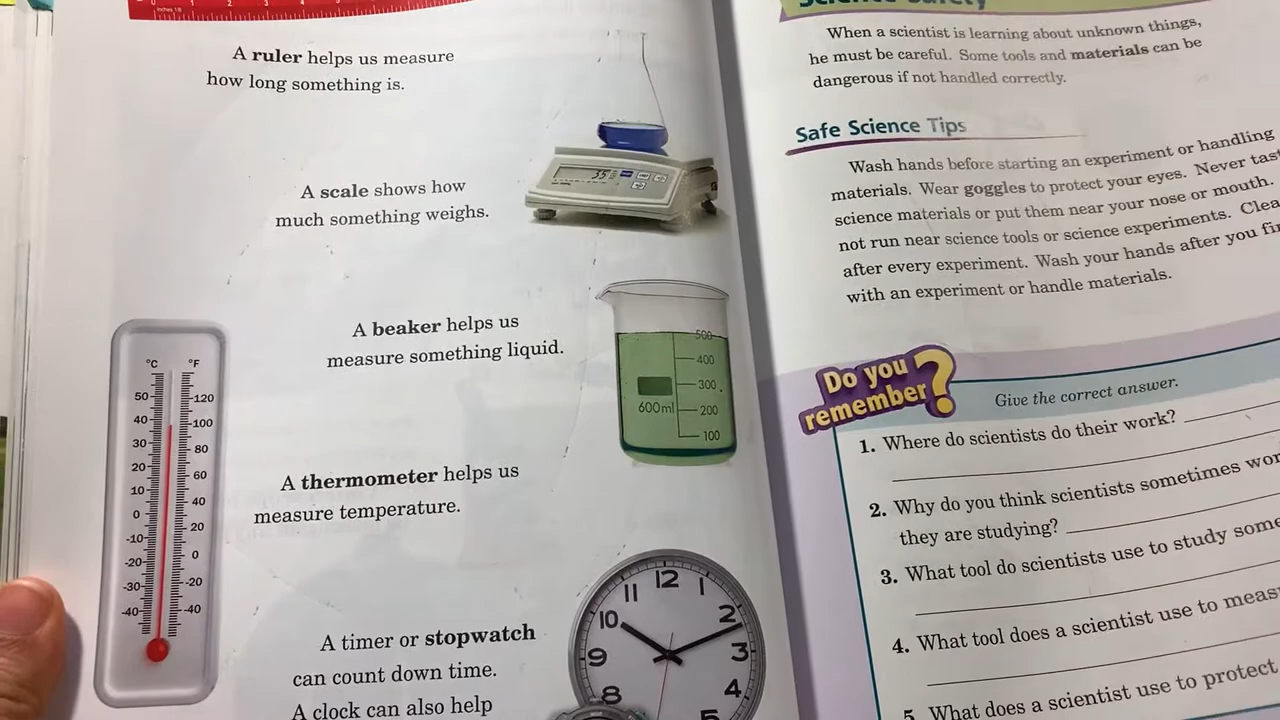 A ruler helps us measure
how long something is.
A scale shows how
much something weighs.
35
A beaker helps us
measure something liquid.
500
400
300
600ml
200
100
°C °F
50 120
40 100
30 80
20 60
10 40
0 20
-10 0
-20 -20
-30 -40
-40
A thermometer helps us
measure temperature.
A timer or stopwatch
can count down time.
A clock can also help
12
11 1
10 2
9 3
8 4
5
When a scientist is learning about unknown things,
he must be careful. Some tools and materials can be
dangerous if not handled correctly.
Safe Science Tips
Wash hands before starting an experiment or handling
materials. Wear goggles to protect your eyes. Never
science materials or put them near your nose or mouth.
not run near science tools or science experiments.
after every experiment. Wash your hands after you
with an experiment or handle materials.
Do you
remember?
Give the correct answer.
1. Where do scientists do their work?
2. Why do you think scientists sometimes
they are studying?
3. What tool do scientists use to study
4. What tool does a scientist use to
5. What does a scientist use to protect